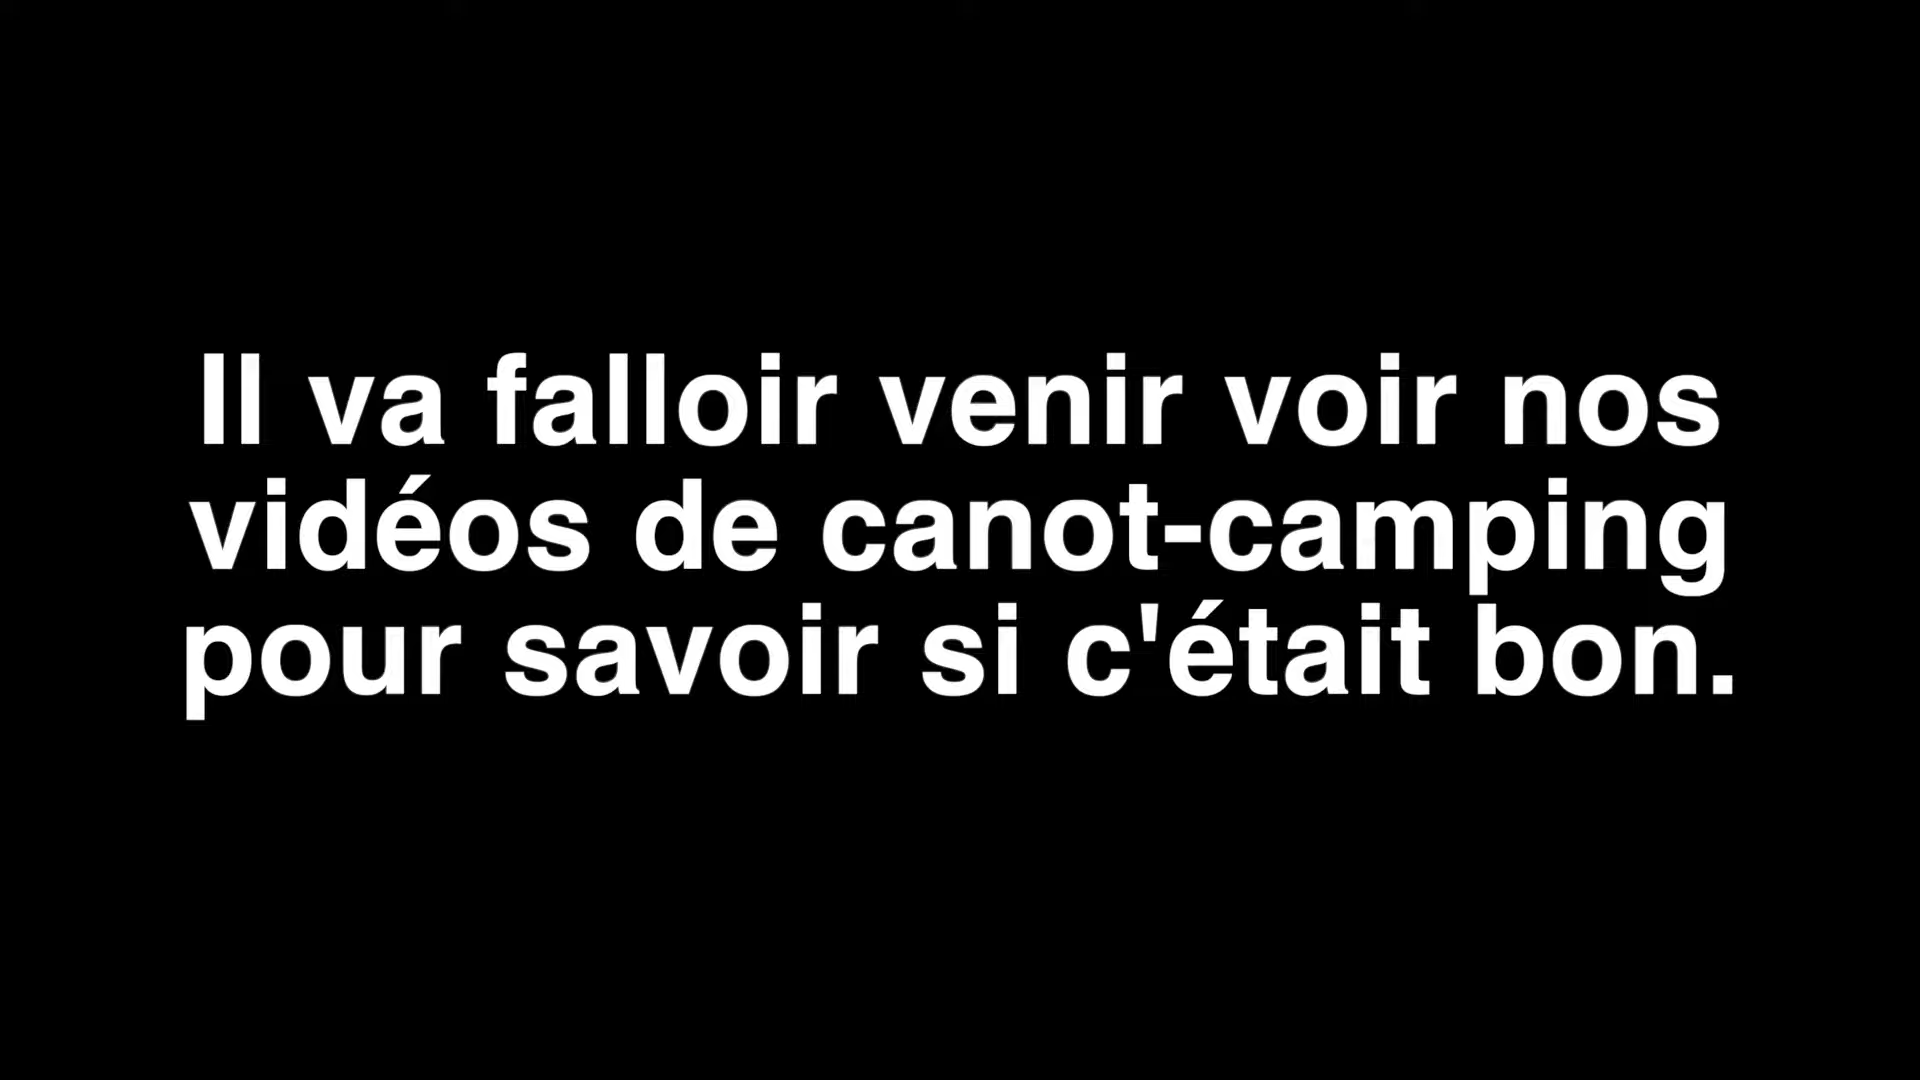 Il va falloir venir voir nos
vidéos de canot-camping
pour savoir si c'était bon.